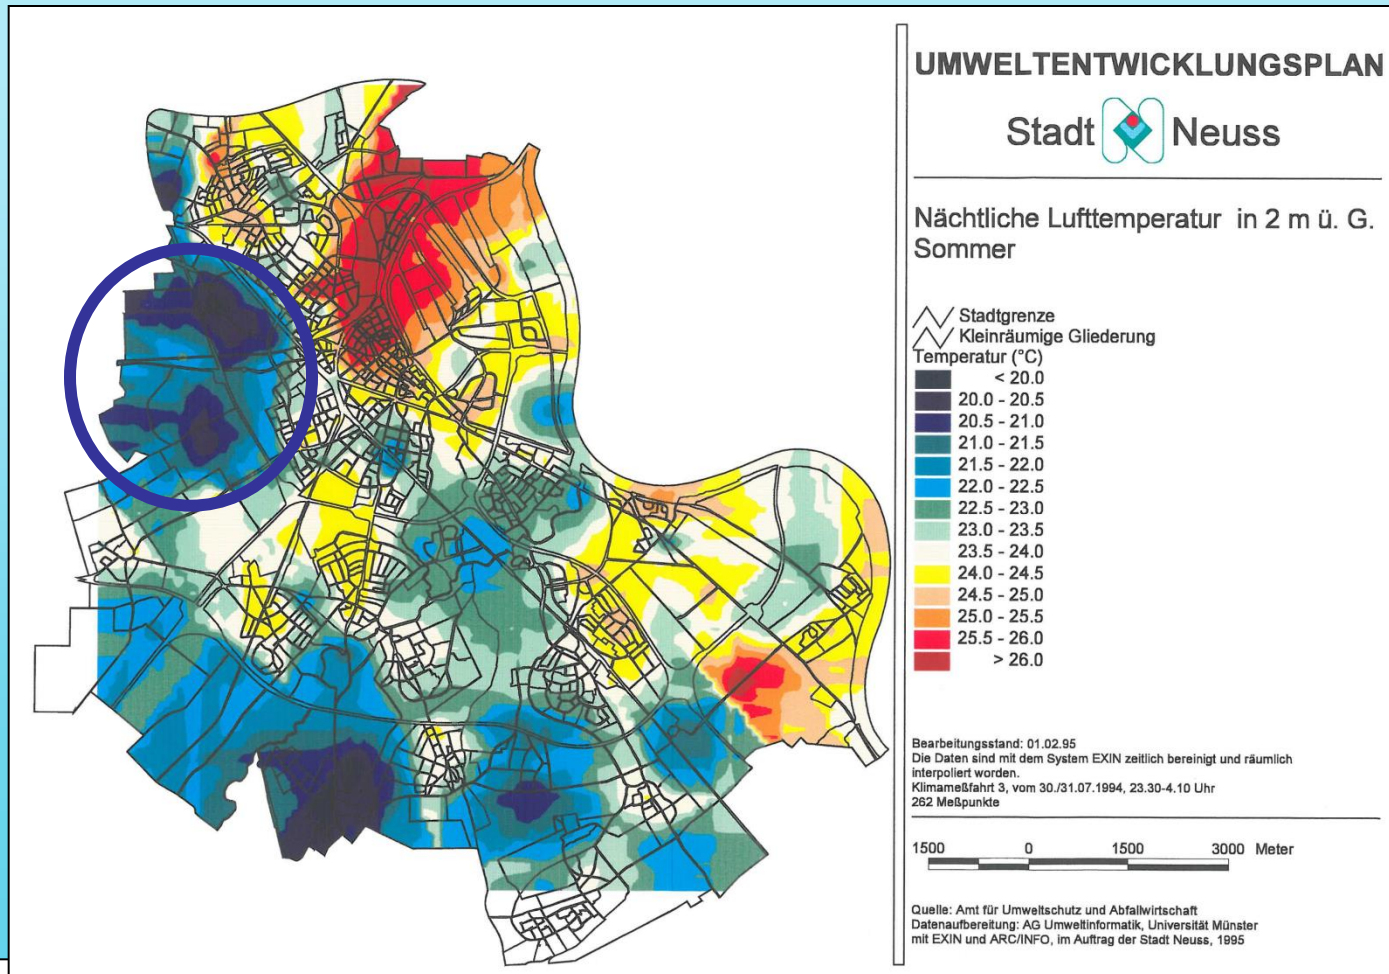 UMWELTENTWICKLUNGSPLAN
Stadt Neuss
Nächtliche Lufttemperatur in 2 m ü. G.
Sommer
Stadtgrenze
Kleinräumige Gliederung
Temperatur (°C)
< 20.0
20.0 - 20.5
20.5 - 21.0
21.0 - 21.5
21.5 - 22.0
22.0 - 22.5
22.5 - 23.0
23.0 - 23.5
23.5 - 24.0
24.0 - 24.5
24.5 - 25.0
25.0 - 25.5
25.5 - 26.0
> 26.0
Bearbeitungsstand: 01.02.95
Die Daten sind mit dem System EXIN zeitlich bereinigt und räumlich
interpoliert worden.
Klimameßfahrt 3, vom 30./31.07.1994, 23.30-4.10 Uhr
262 Meßpunkte
1500 0 1500 3000 Meter
Quelle: Amt für Umweltschutz und Abfallwirtschaft
Datenaufbereitung: AG Umweltinformatik, Universität Münster
mit EXIN und ARC/INFO, im Auftrag der Stadt Neuss, 1995